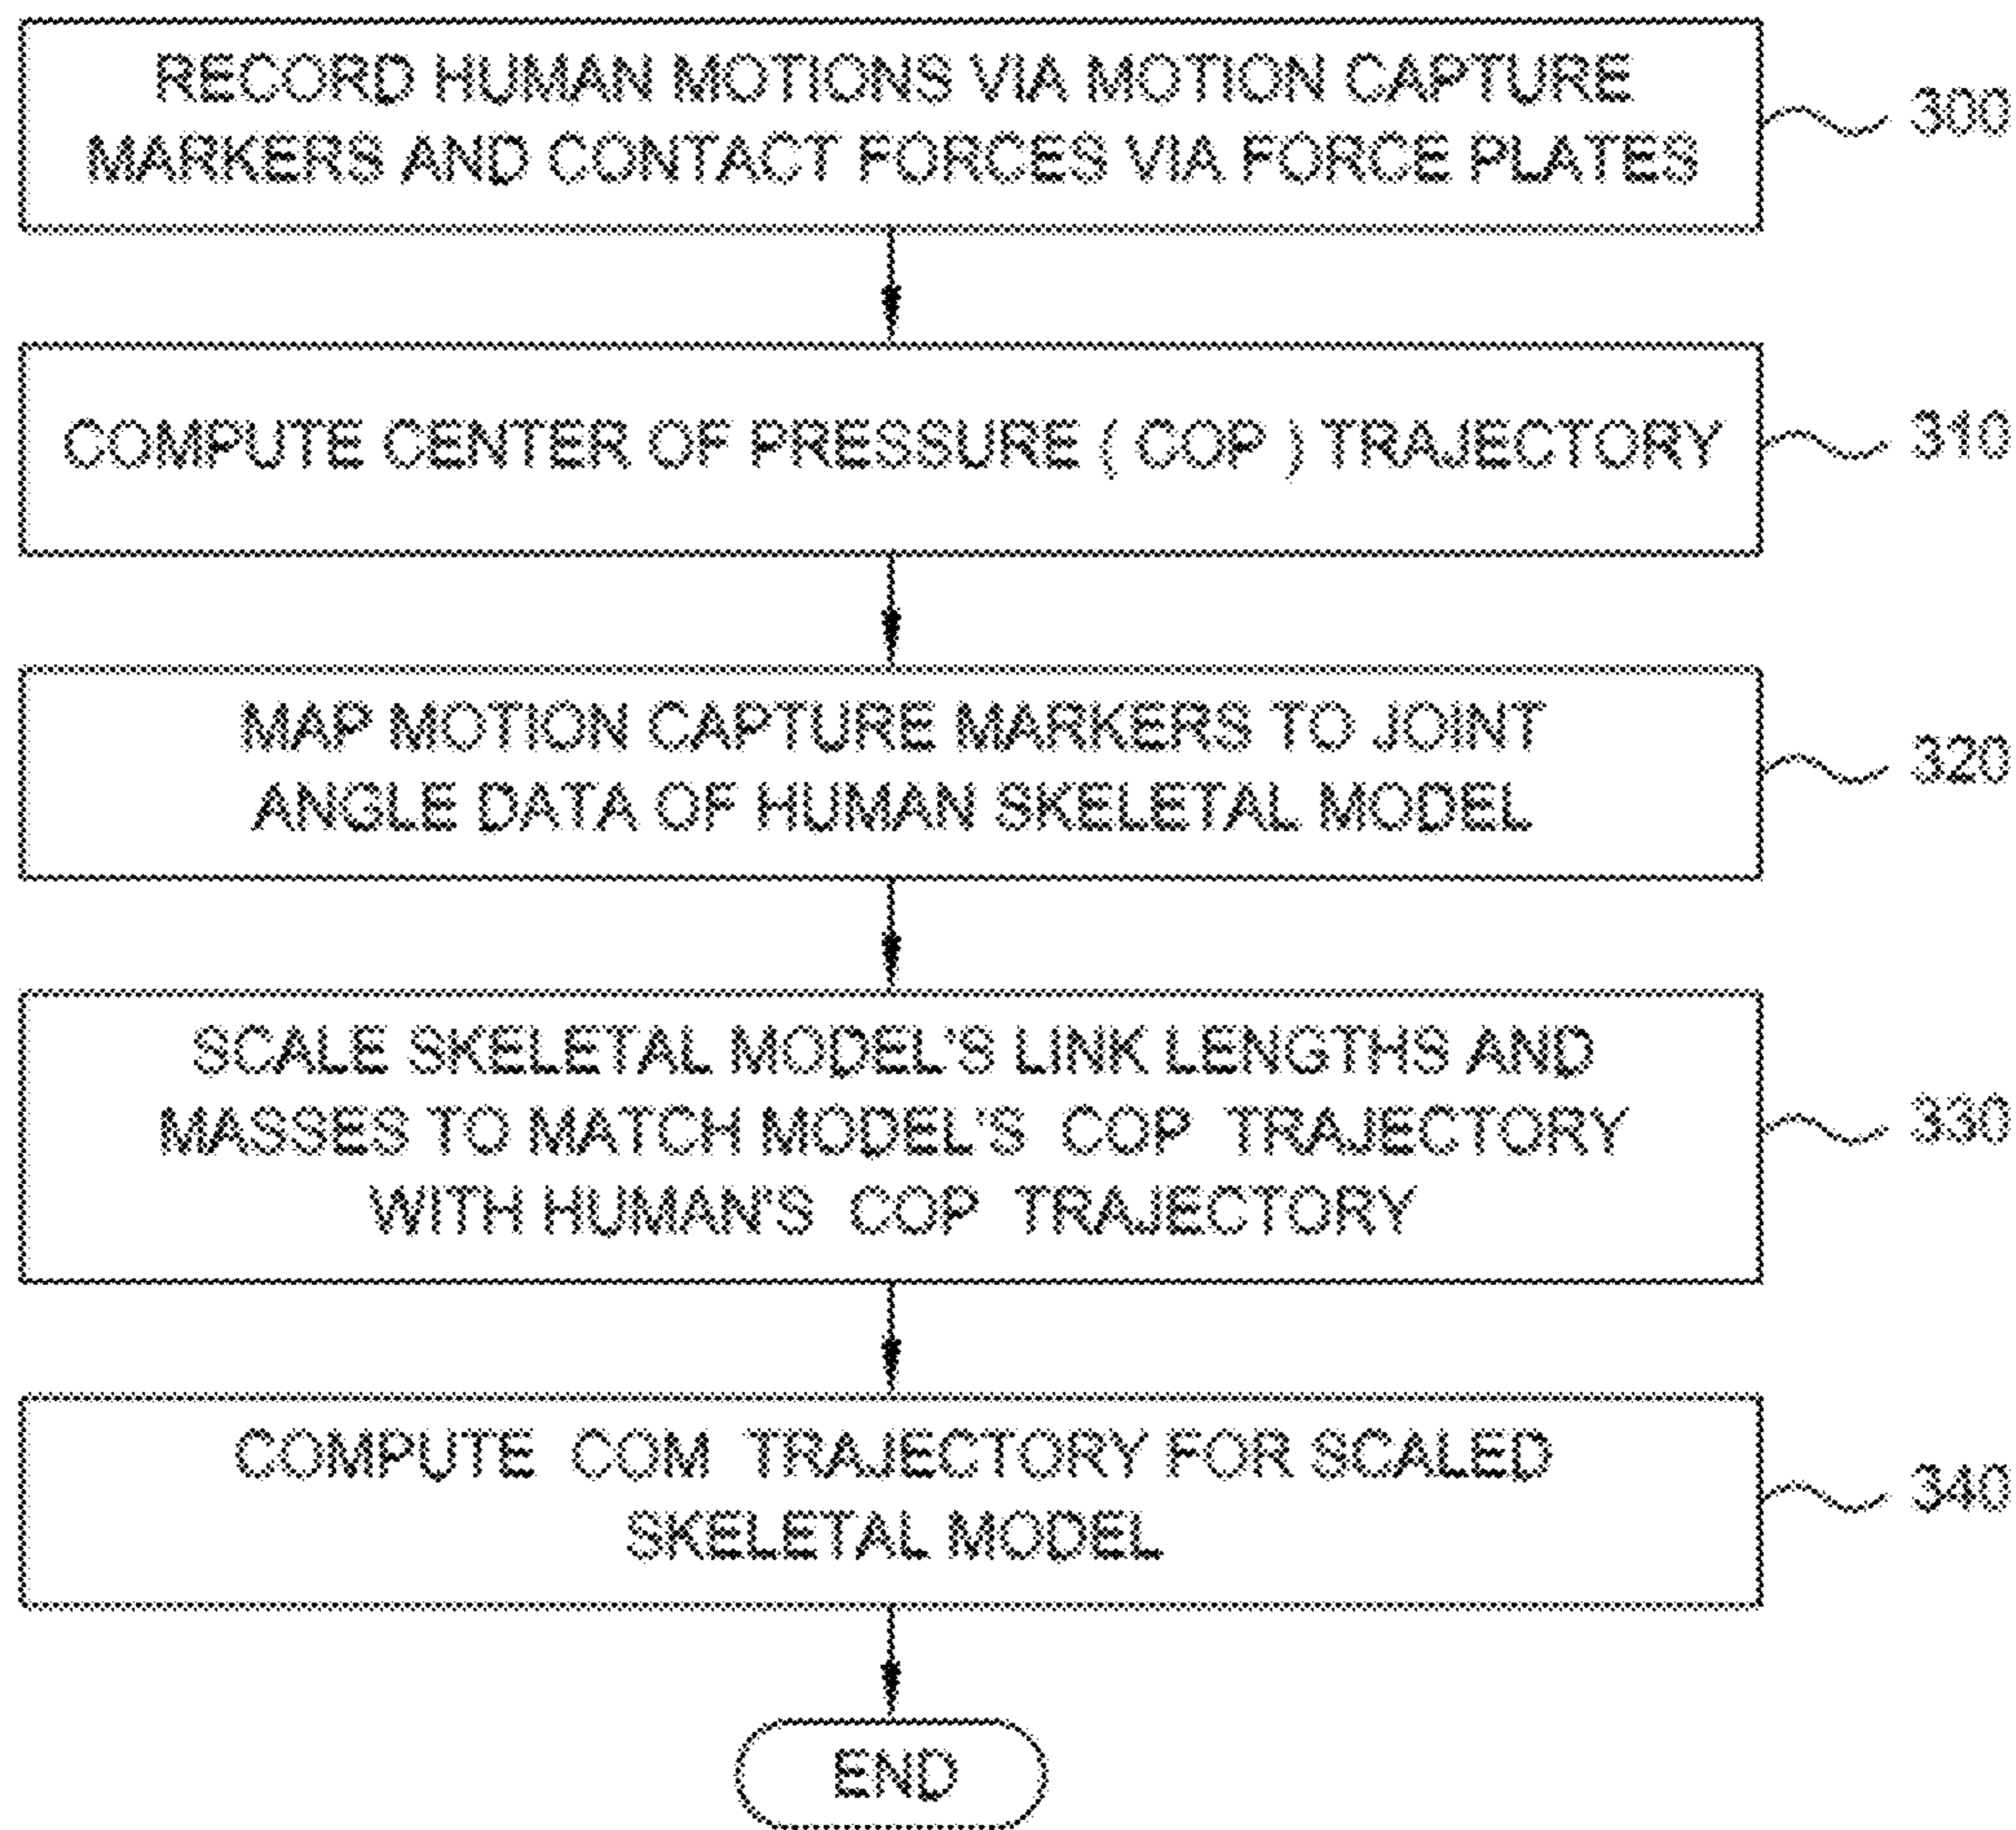 RECORD HUMAN MOTIONS VIA MOTION CAPTURE
MARKERS AND CONTACT FORCES VIA FORCE PLATES
300
COMPUTE CENTER OF PRESSURE ( COP ) TRAJECTORY
310
MAP MOTION CAPTURE MARKERS TO JOINT
ANGLE DATA OF HUMAN SKELETAL MODEL
320
SCALE SKELETAL MODEL'S LINK LENGTHS AND
MASSES TO MATCH MODEL'S COP TRAJECTORY
WITH HUMAN'S COP TRAJECTORY
330
COMPUTE COM TRAJECTORY FOR SCALED
SKELETAL MODEL
340
END